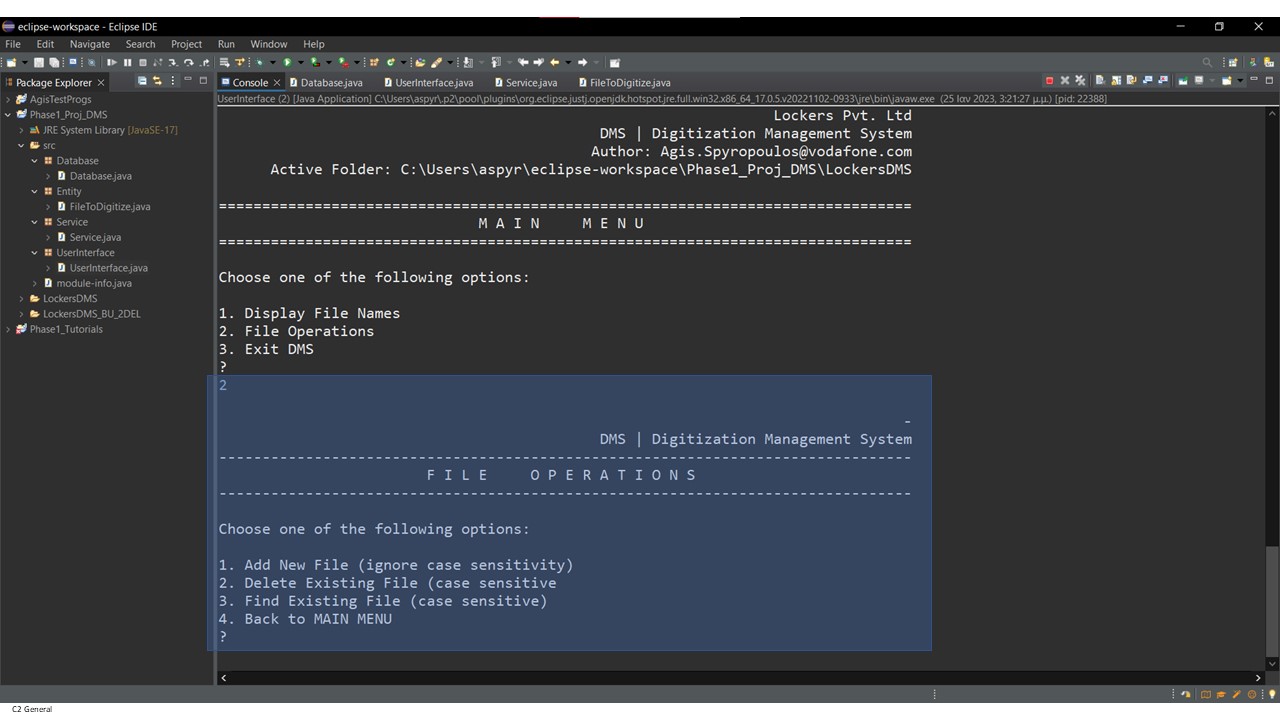 eclipse-workspace - Eclipse IDE
File Edit Navigate Search Project Run Window Help
Package Explorer
Console Database.java UserInterface.java Service.java FileToDigitize.java
UserInterface (2) [Java Application] C:\Users\aspyr\.p2\pool\plugins\org.eclipse.justj.openjdk.hotspot.jre.full.win32.x86_64_17.0.5.v20221102-0933\jre\bin\javaw.exe (25 Ιαν 2023, 3:21:27 μ.μ.) [pid: 22388]
AgisTestProgs
Phase1_Proj_DMS
JRE System Library [JavaSE-17]
src
Database
Database.java
Entity
FileToDigitize.java
Service
Service.java
UserInterface
UserInterface.java
module-info.java
LockersDMS
LockersDMS_BU_2DEL
Phase1_Tutorials
Lockers Pvt. Ltd
DMS | Digitization Management System
Author: Agis.Spyropoulos@vodafone.com
Active Folder: C:\Users\aspyr\eclipse-workspace\Phase1_Proj_DMS\LockersDMS
================================================================================
M A I N     M E N U
================================================================================
Choose one of the following options:
1. Display File Names
2. File Operations
3. Exit DMS
?
2
-
DMS | Digitization Management System
--------------------------------------------------------------------------------
F I L E     O P E R A T I O N S
--------------------------------------------------------------------------------
Choose one of the following options:
1. Add New File (ignore case sensitivity)
2. Delete Existing File (case sensitive
3. Find Existing File (case sensitive)
4. Back to MAIN MENU
?
C2 General